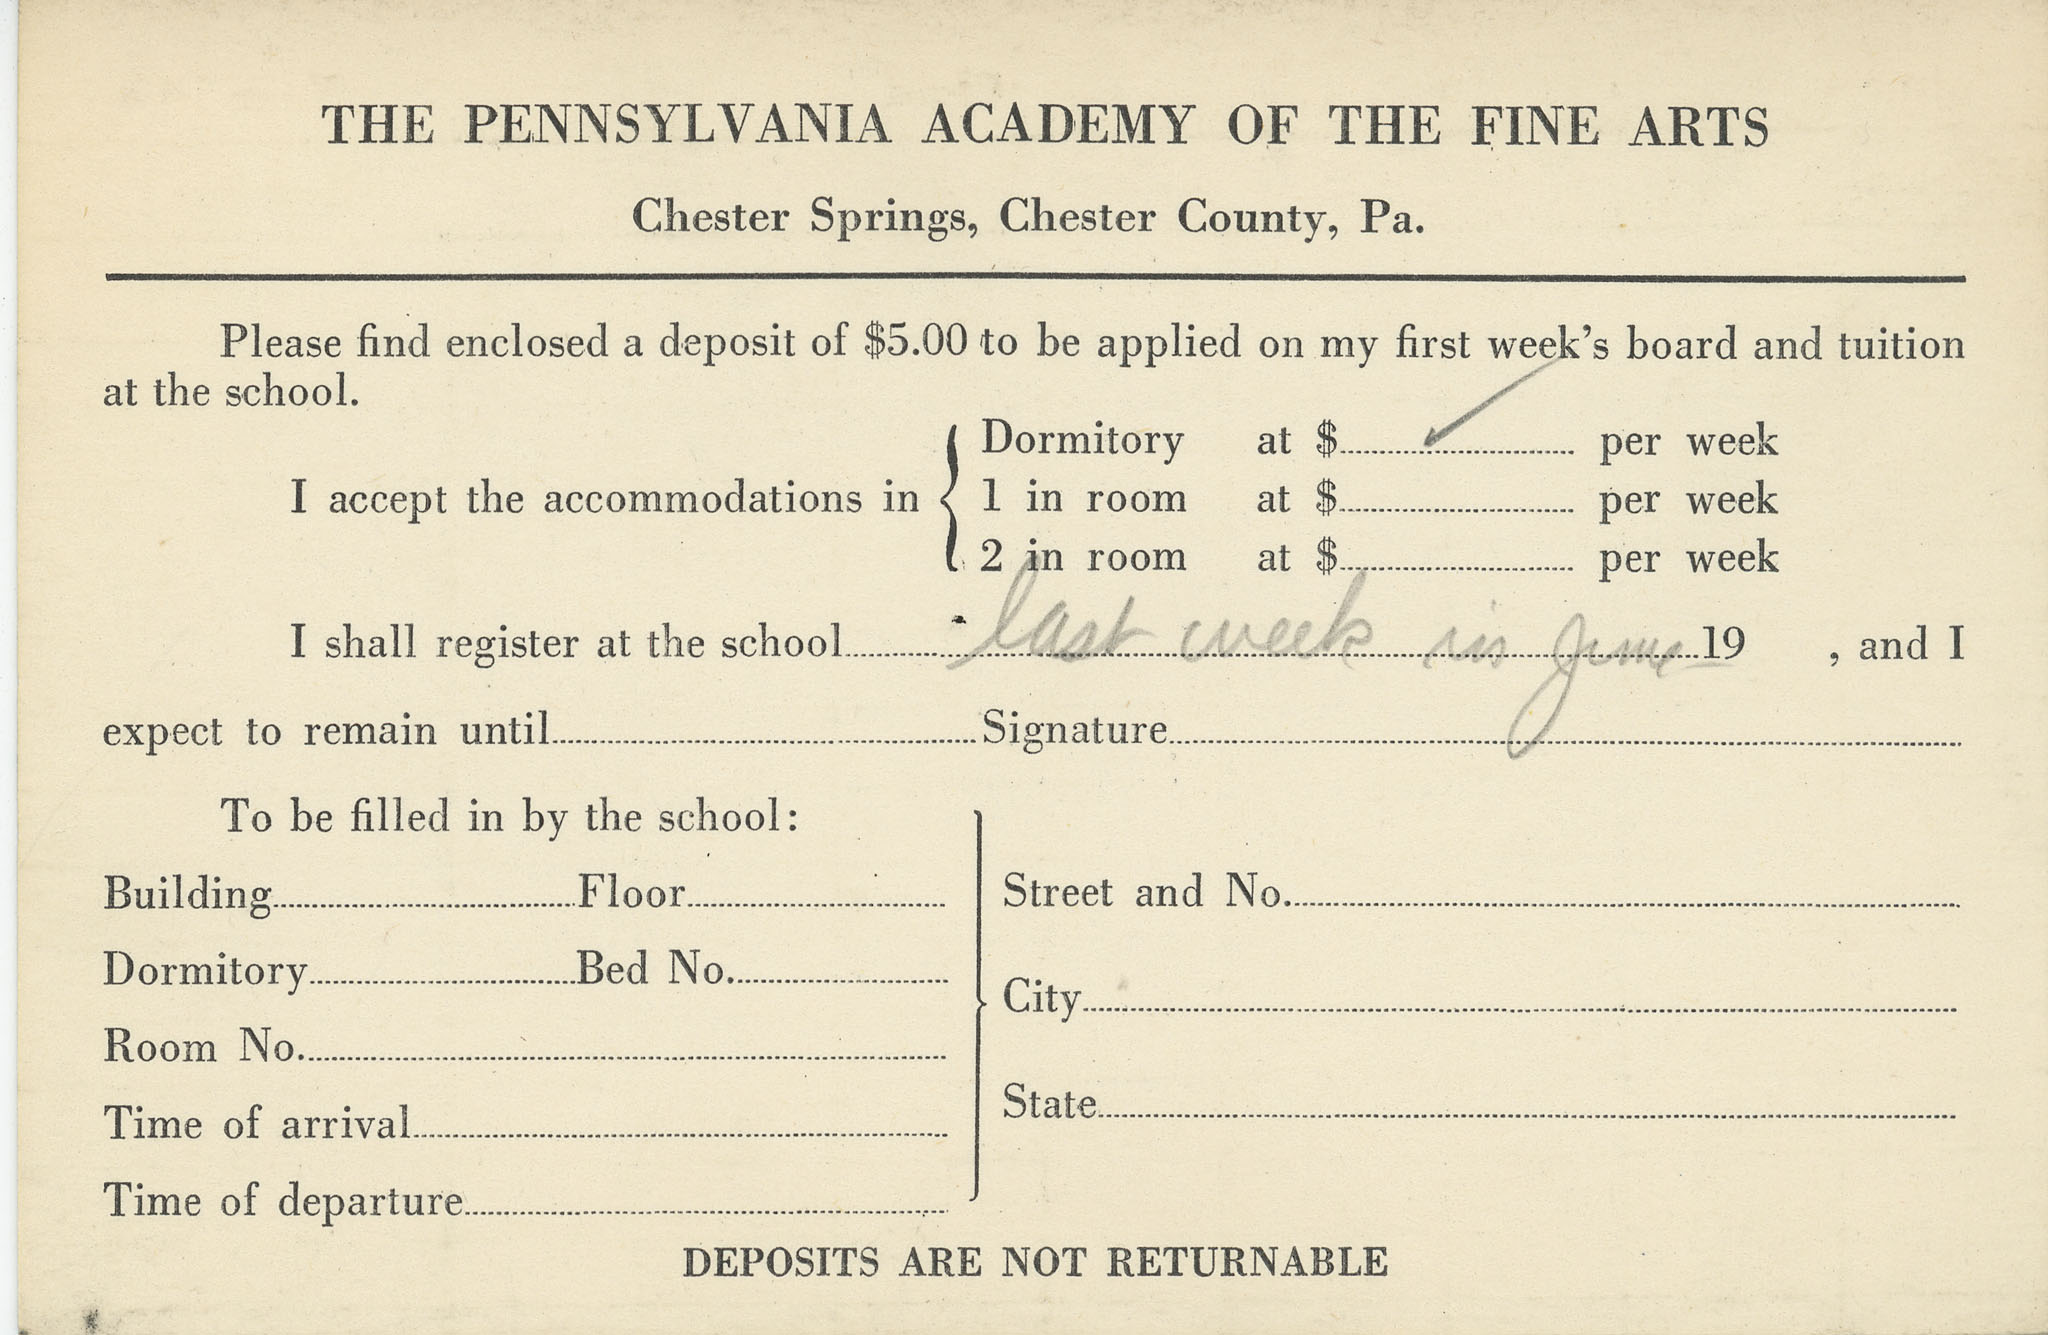 THE PENNSYLVANIA ACADEMY OF THE FINE ARTS
Chester Springs, Chester County, Pa.
Please find enclosed a deposit of $5.00 to be applied on my first week's board and tuition
at the school.
Dormitory at $ ✓ per week
I accept the accommodations in { 1 in room at $ per week
2 in room at $ per week
I shall register at the school last week in June 19 , and I
expect to remain until Signature
To be filled in by the school:
Building Floor Street and No.
Dormitory Bed No.
City
Room No.
State
Time of arrival
Time of departure
DEPOSITS ARE NOT RETURNABLE